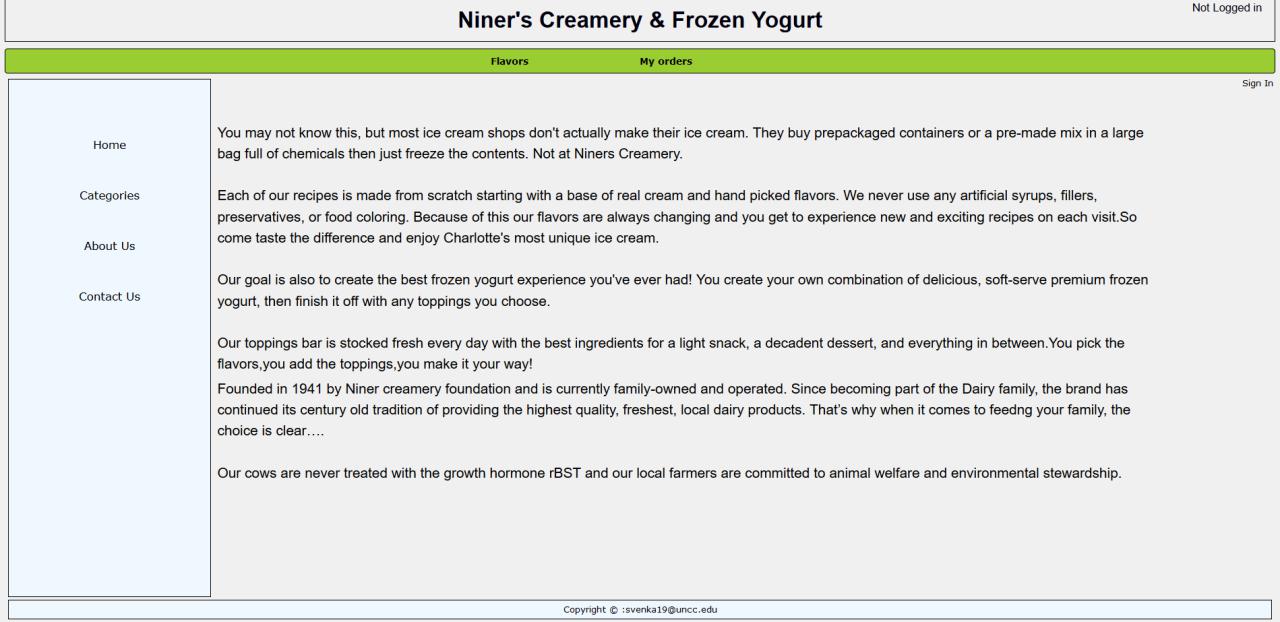 Niner's Creamery & Frozen Yogurt
Not Logged in
Flavors
My orders
Sign In
Home
Categories
About Us
Contact Us
You may not know this, but most ice cream shops don't actually make their ice cream. They buy prepackaged containers or a pre-made mix in a large
bag full of chemicals then just freeze the contents. Not at Niners Creamery.
Each of our recipes is made from scratch starting with a base of real cream and hand picked flavors. We never use any artificial syrups, fillers,
preservatives, or food coloring. Because of this our flavors are always changing and you get to experience new and exciting recipes on each visit.So
come taste the difference and enjoy Charlotte's most unique ice cream.
Our goal is also to create the best frozen yogurt experience you've ever had! You create your own combination of delicious, soft-serve premium frozen
yogurt, then finish it off with any toppings you choose.
Our toppings bar is stocked fresh every day with the best ingredients for a light snack, a decadent dessert, and everything in between.You pick the
flavors,you add the toppings,you make it your way!
Founded in 1941 by Niner creamery foundation and is currently family-owned and operated. Since becoming part of the Dairy family, the brand has
continued its century old tradition of providing the highest quality, freshest, local dairy products. That’s why when it comes to feedng your family, the
choice is clear….
Our cows are never treated with the growth hormone rBST and our local farmers are committed to animal welfare and environmental stewardship.
Copyright © :svenka19@uncc.edu